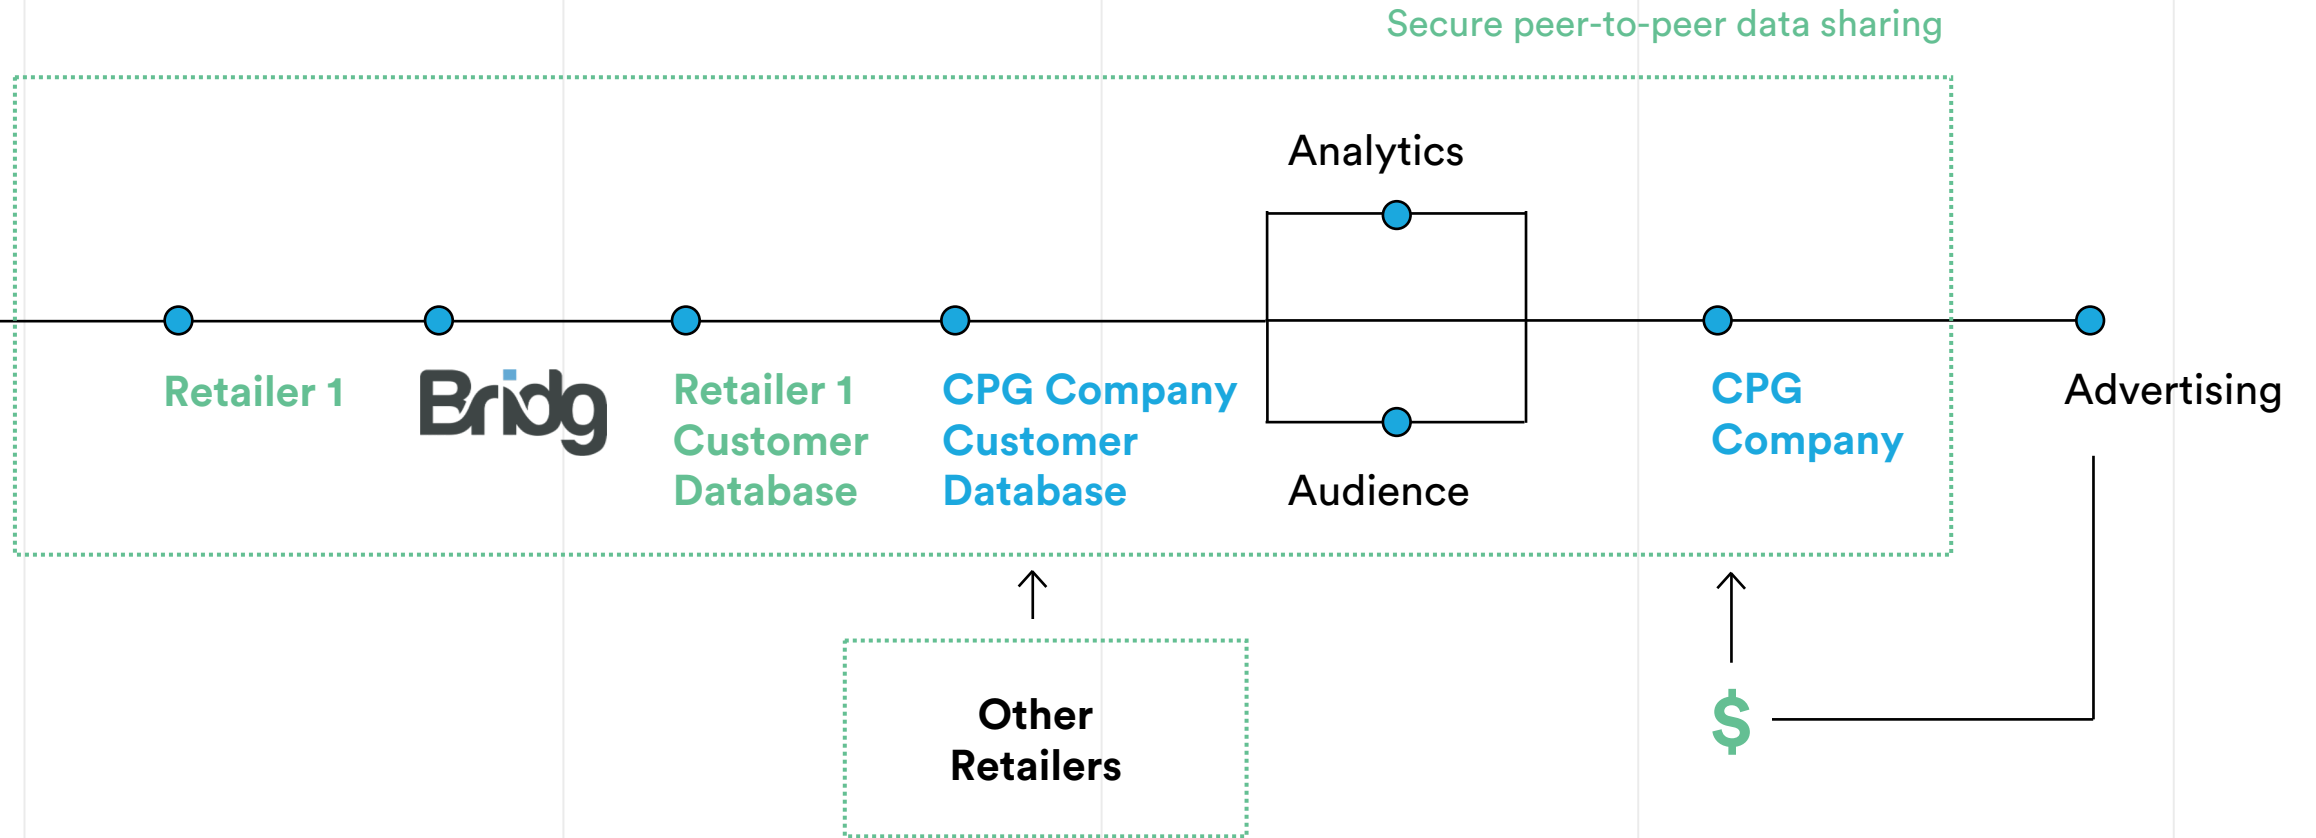 Secure peer-to-peer data sharing
Analytics
Retailer 1
Bridg
Retailer 1
Customer
Database
CPG Company
Customer
Database
Audience
CPG
Company
Advertising
Other
Retailers
$